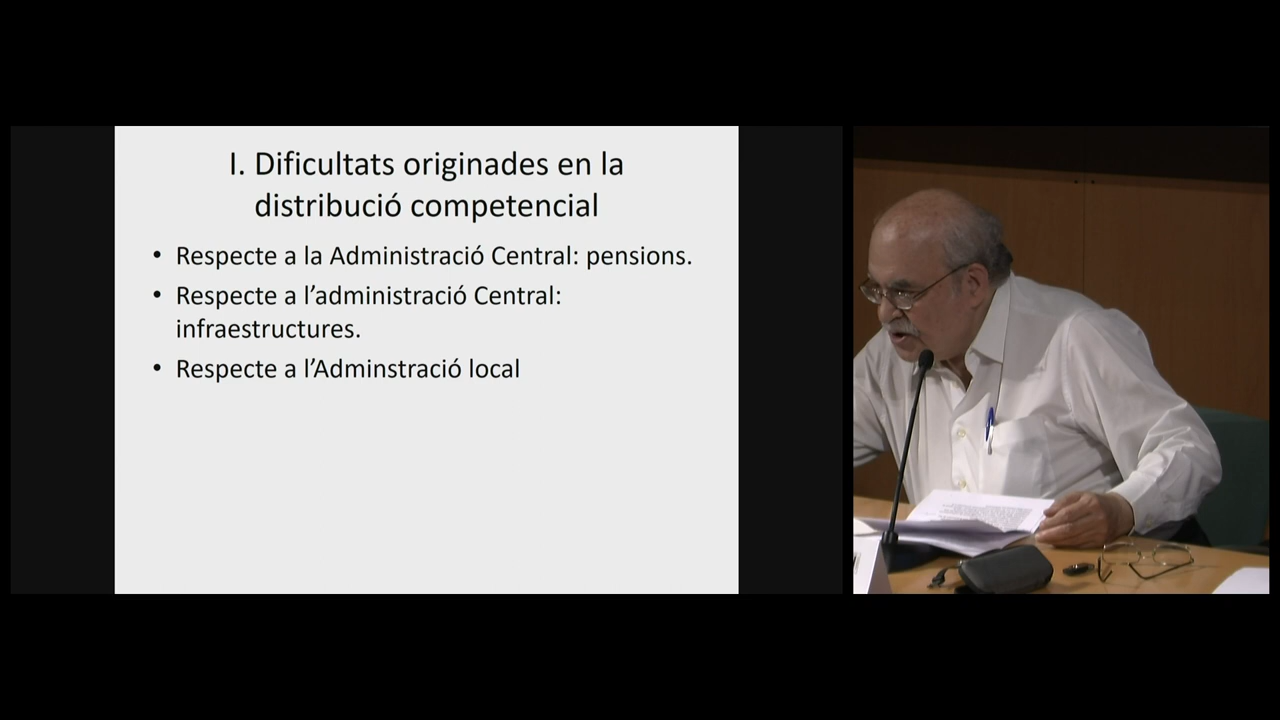 I. Dificultats originades en la
distribució competencial
• Respecte a la Administració Central: pensions.
• Respecte a l’administració Central:
infraestructures.
• Respecte a l’Adminstració local